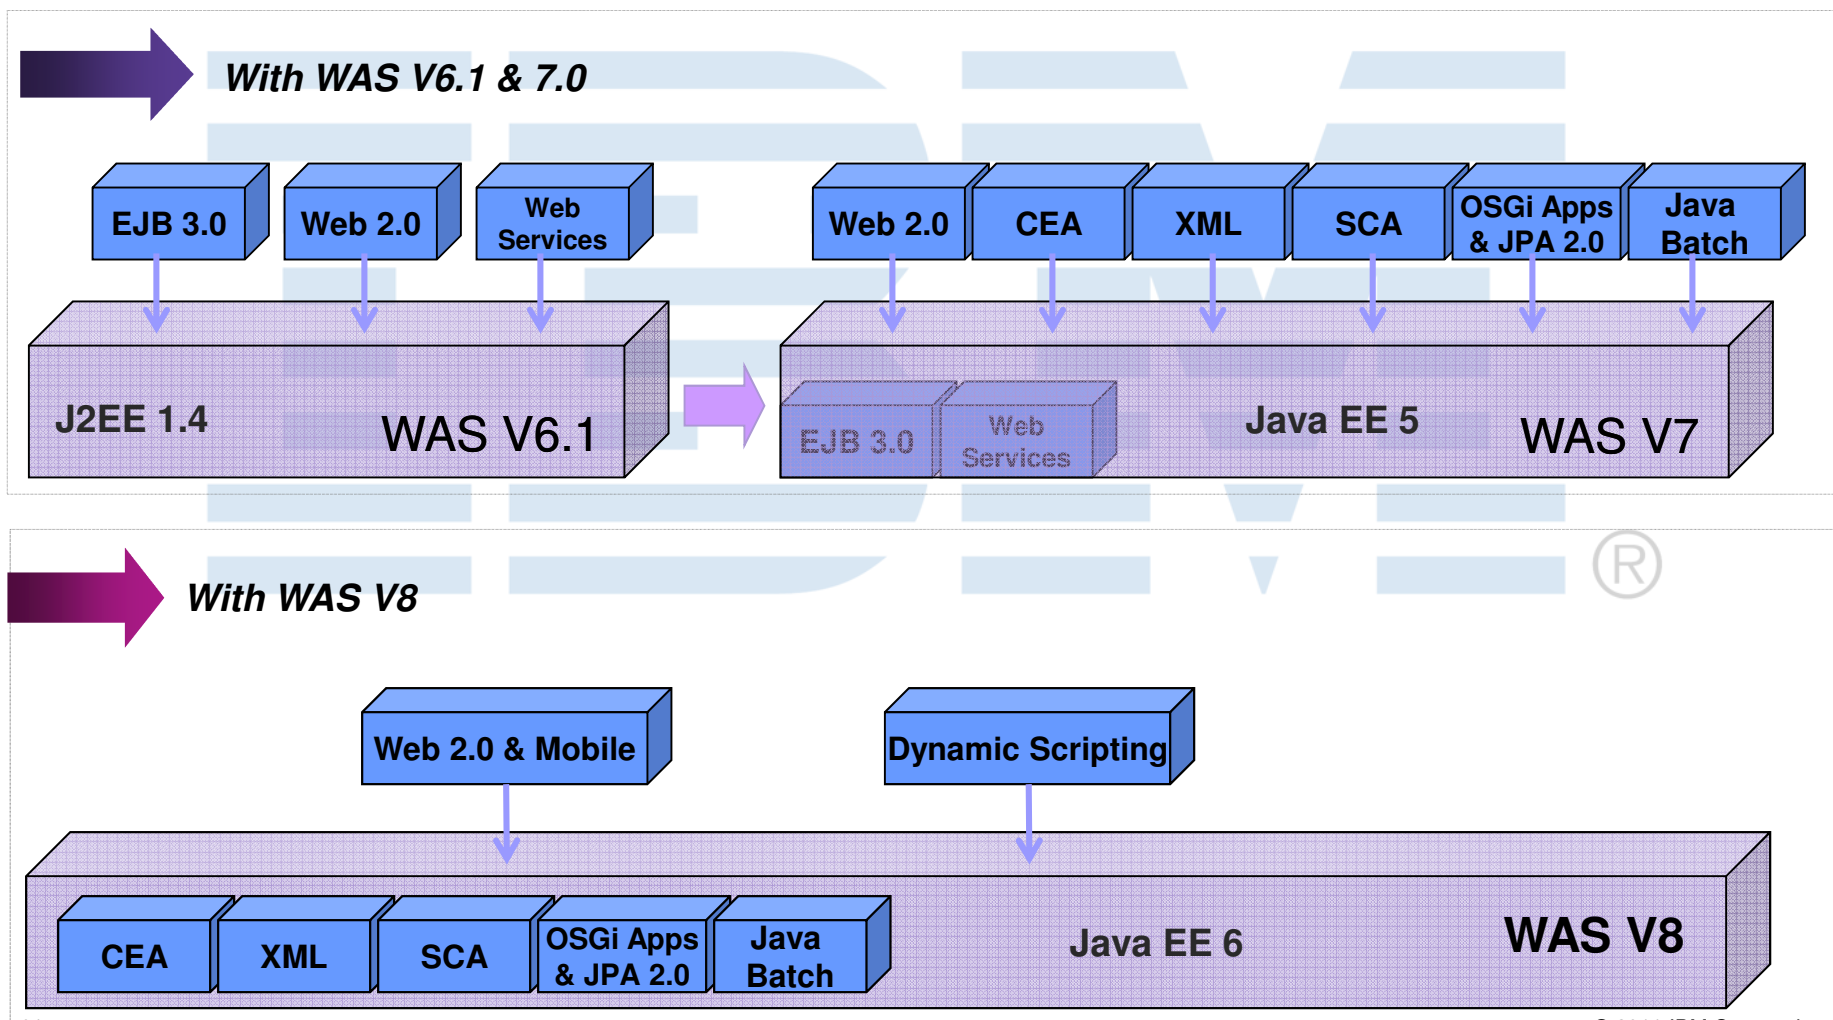 With WAS V6.1 & 7.0
EJB 3.0
Web 2.0
Web
Services
Web 2.0
CEA
XML
SCA
OSGi Apps
& JPA 2.0
Java
Batch
J2EE 1.4
WAS V6.1
EJB 3.0
Web
Services
Java EE 5
WAS V7
With WAS V8
®
Web 2.0 & Mobile
Dynamic Scripting
CEA
XML
SCA
OSGi Apps
& JPA 2.0
Java
Batch
Java EE 6
WAS V8
IBM